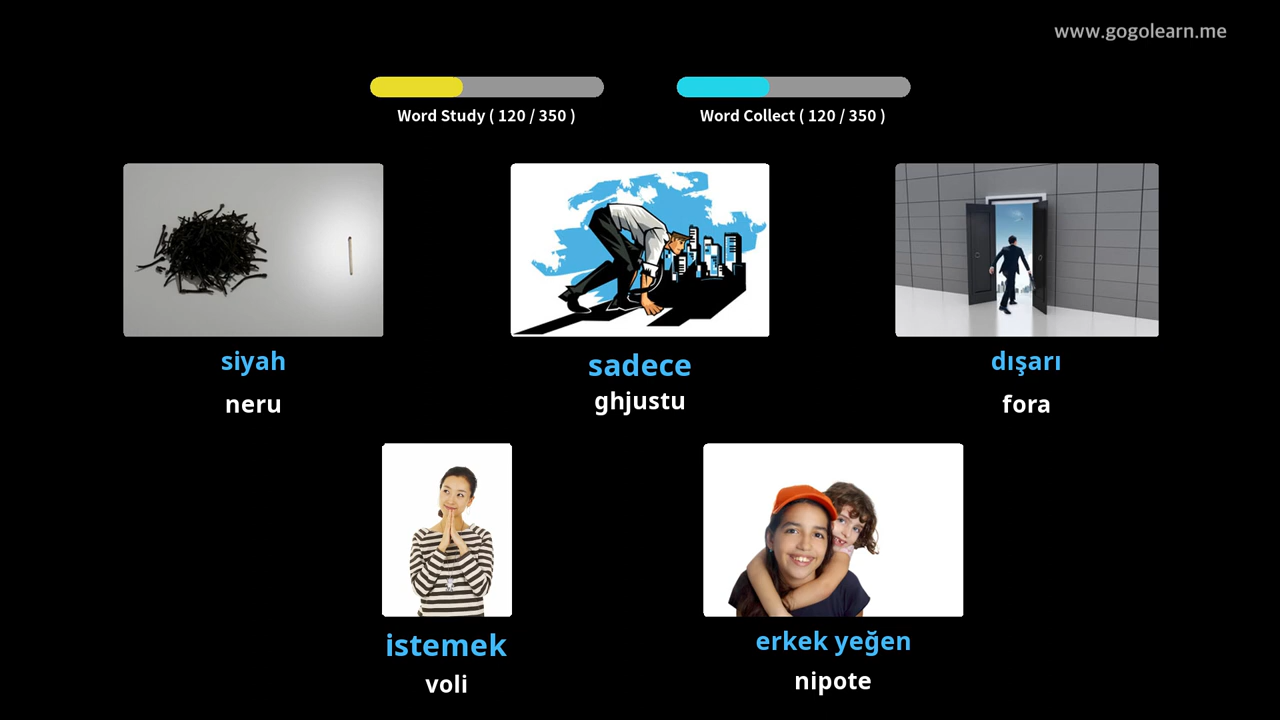 www.gogolearn.me
Word Study ( 120 / 350 )
Word Collect ( 120 / 350 )
siyah
neru
sadece
ghjustu
dışarı
fora
istemek
voli
erkek yeğen
nipote